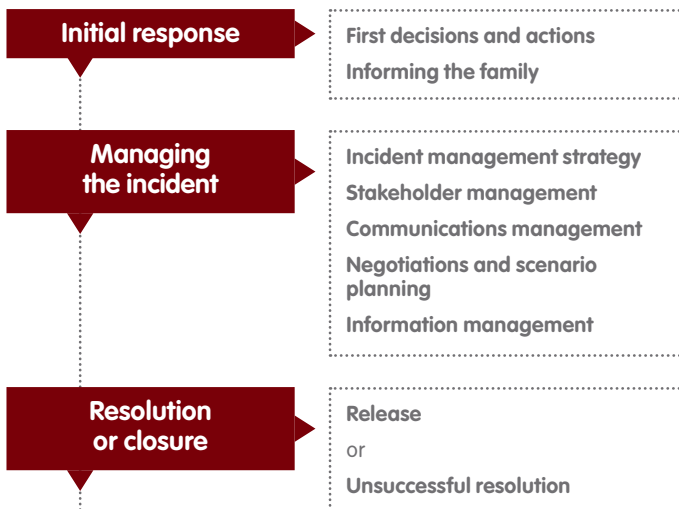 Initial response
First decisions and actions
Informing the family
Managing
the incident
Incident management strategy
Stakeholder management
Communications management
Negotiations and scenario
planning
Information management
Resolution
or closure
Release
or
Unsuccessful resolution